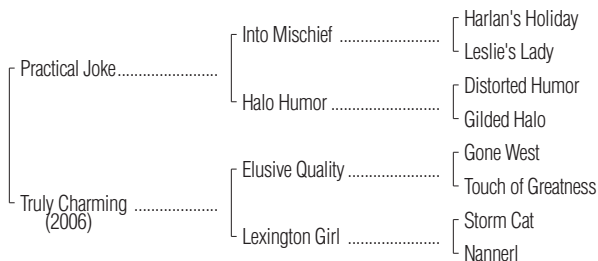 Harlan's Holiday
Into Mischief ........................
Leslie's Lady
Practical Joke........................
Distorted Humor
Halo Humor ..........................
Gilded Halo
Gone West
Elusive Quality ......................
Touch of Greatness
Truly Charming ....................
(2006)
Storm Cat
Lexington Girl ......................
Nannerl